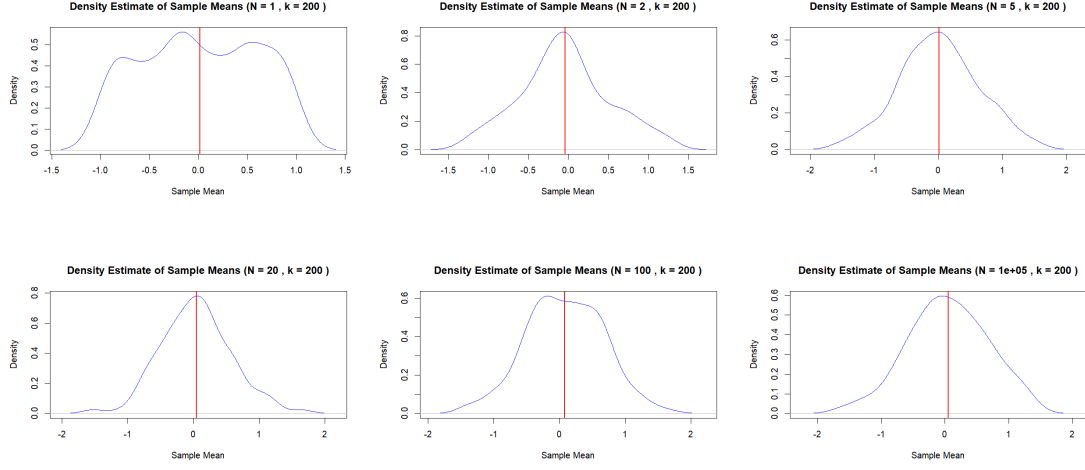 Density Estimate of Sample Means (N = 1 , k = 200 )
Density
0.0 0.1 0.2 0.3 0.4 0.5
-1.5 -1.0 -0.5 0.0 0.5 1.0 1.5
Sample Mean
Density Estimate of Sample Means (N = 2 , k = 200 )
Density
0.0 0.2 0.4 0.6 0.8
-1.5 -1.0 -0.5 0.0 0.5 1.0 1.5
Sample Mean
Density Estimate of Sample Means (N = 5 , k = 200 )
Density
0.0 0.2 0.4 0.6
-2 -1 0 1 2
Sample Mean
Density Estimate of Sample Means (N = 20 , k = 200 )
Density
0.0 0.2 0.4 0.6 0.8
-2 -1 0 1 2
Sample Mean
Density Estimate of Sample Means (N = 100 , k = 200 )
Density
0.0 0.2 0.4 0.6
-2 -1 0 1 2
Sample Mean
Density Estimate of Sample Means (N = 1e+05 , k = 200 )
Density
0.0 0.1 0.2 0.3 0.4 0.5 0.6
-2 -1 0 1 2
Sample Mean